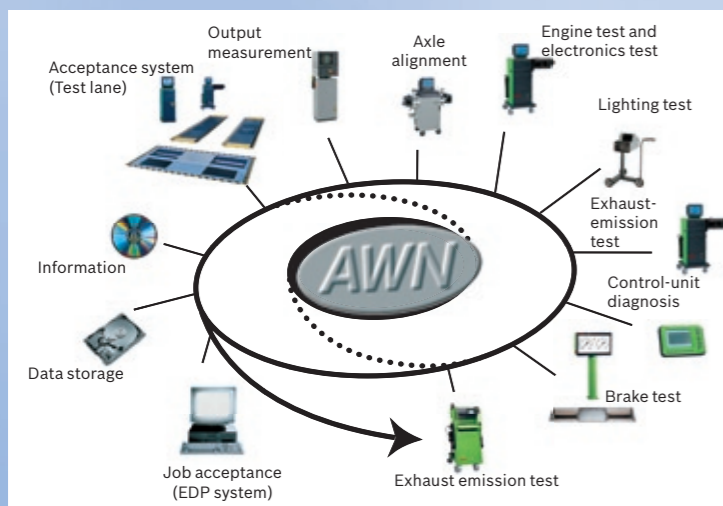 Output
measurement
Acceptance system
(Test lane)
Axle
alignment
Engine test and
electronics test
Lighting test
Exhaust-
emission
test
Control-unit
diagnosis
Brake test
Exhaust emission test
Job acceptance
(EDP system)
Data storage
Information
AWN